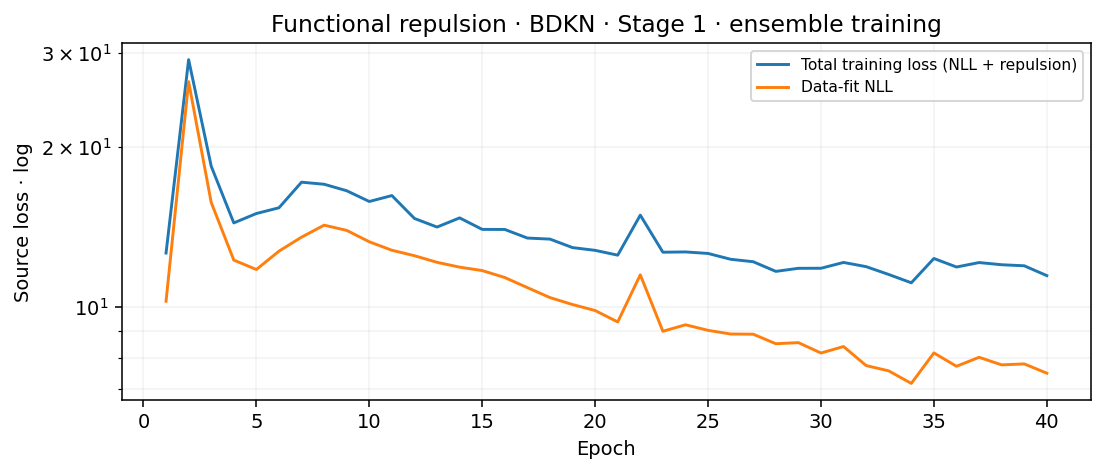 Functional repulsion · BDKN · Stage 1 · ensemble training
Source loss · log
3 × 10¹
2 × 10¹
10¹
Total training loss (NLL + repulsion)
Data-fit NLL
0 5 10 15 20 25 30 35 40
Epoch